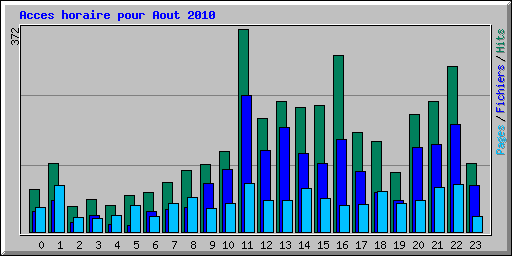 Acces horaire pour Aout 2010
372
Pages / Fichiers / Hits
0 1 2 3 4 5 6 7 8 9 10 11 12 13 14 15 16 17 18 19 20 21 22 23